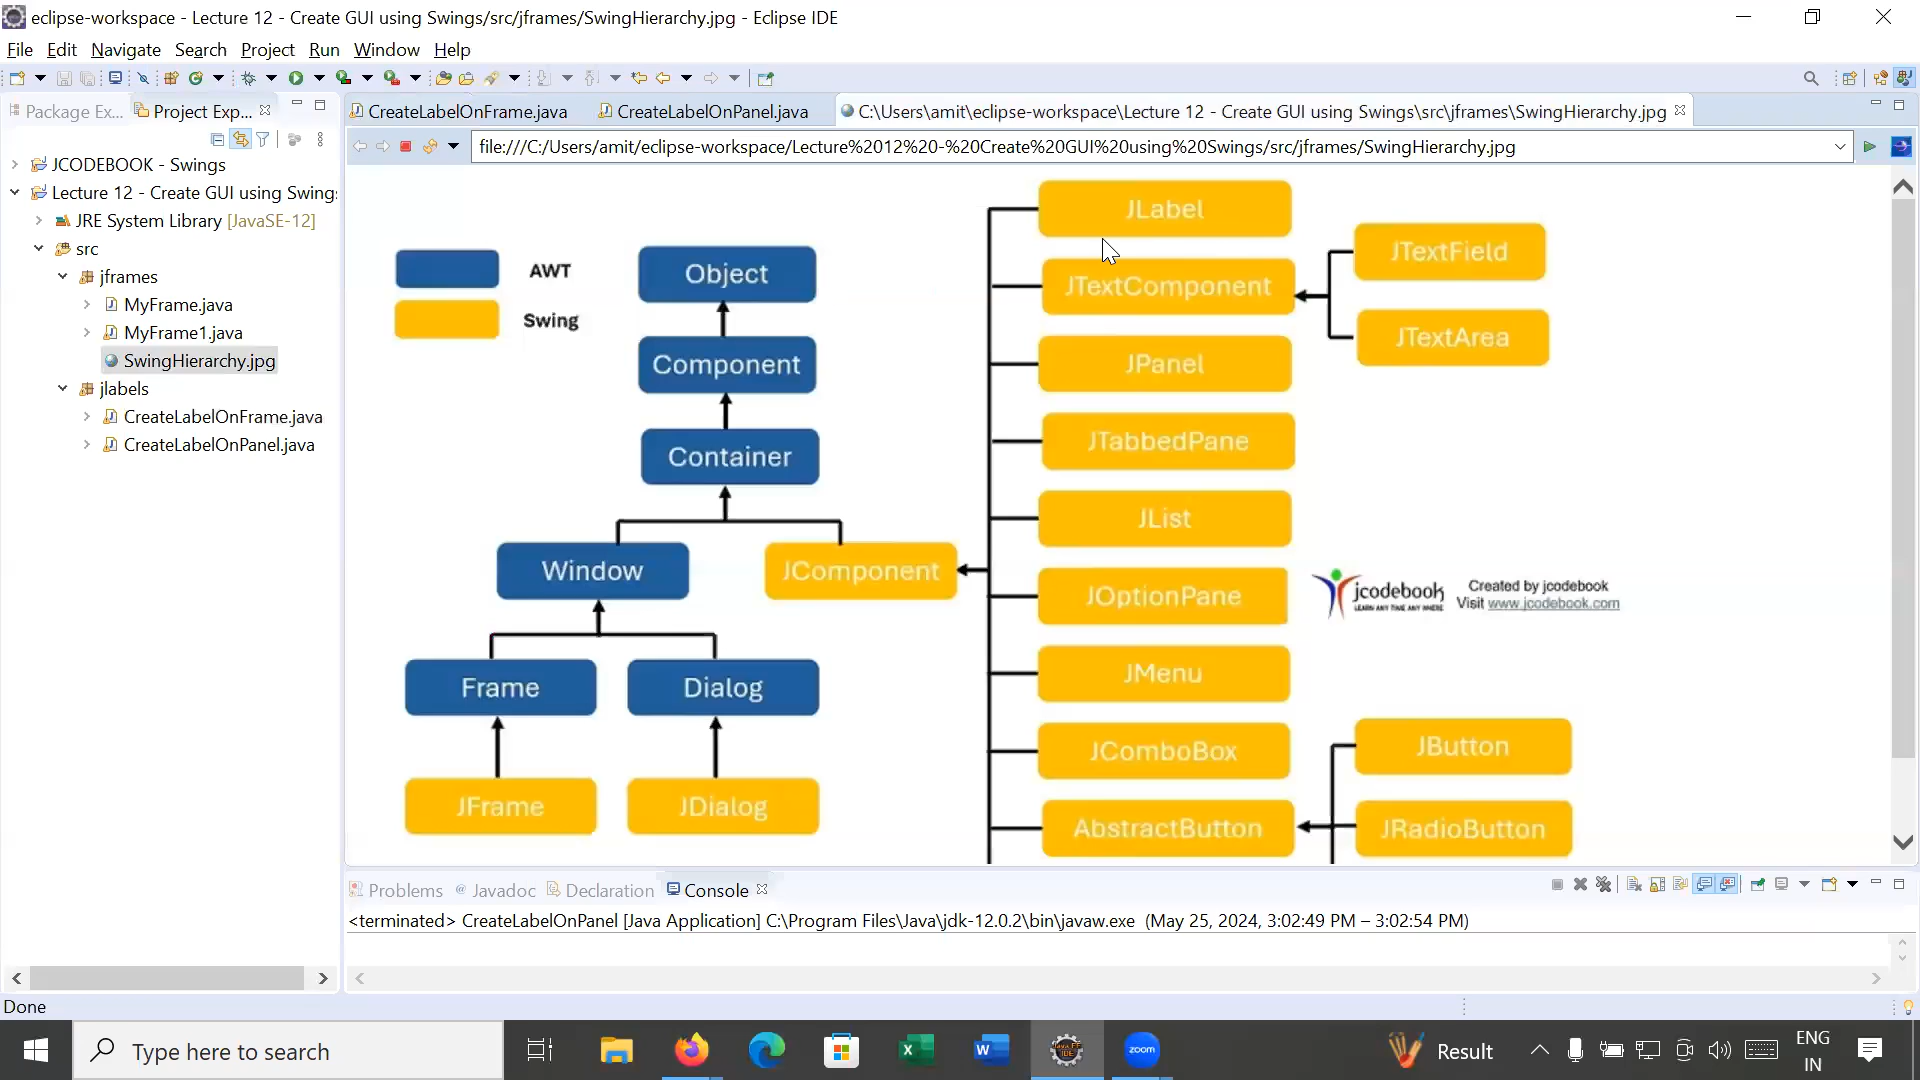 eclipse-workspace - Lecture 12 - Create GUI using Swings/src/jframes/SwingHierarchy.jpg - Eclipse IDE
File Edit Navigate Search Project Run Window Help
Package Ex... Project Exp...
CreateLabelOnFrame.java CreateLabelOnPanel.java C:\Users\amit\eclipse-workspace\Lecture 12 - Create GUI using Swings\src\jframes\SwingHierarchy.jpg
file:///C:/Users/amit/eclipse-workspace/Lecture%2012%20-%20Create%20GUI%20using%20Swings/src/jframes/SwingHierarchy.jpg
JCODEBOOK - Swings
Lecture 12 - Create GUI using Swing
JRE System Library [JavaSE-12]
src
jframes
MyFrame.java
MyFrame1.java
SwingHierarchy.jpg
jlabels
CreateLabelOnFrame.java
CreateLabelOnPanel.java
AWT
Swing
Object
Component
Container
Window
JComponent
Frame
Dialog
JFrame
JDialog
JLabel
JTextComponent
JTextField
JTextArea
JPanel
JTabbedPane
JList
JOptionPane
JMenu
JComboBox
AbstractButton
JButton
JRadioButton
jcodebook
LEARN ANY TIME ANY WHERE
Created by jcodebook
Visit www.jcodebook.com
Problems Javadoc Declaration Console
<terminated> CreateLabelOnPanel [Java Application] C:\Program Files\Java\jdk-12.0.2\bin\javaw.exe (May 25, 2024, 3:02:49 PM – 3:02:54 PM)
Done
Type here to search
zoom
Result
ENG
IN